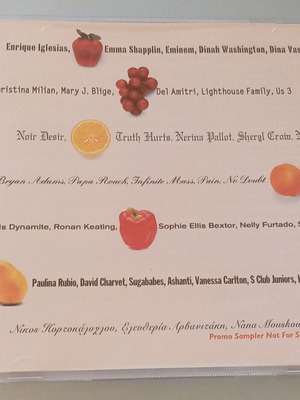 Enrique Iglesias, Emma Shapplin, Eminem, Dinah Washington, Dina Vas
ristina Milian, Mary J. Blige, Del Amitri, Lighthouse Family, Us 3
Noir Desir, Truth Hurts, Nerina Pallot, Sheryl Crow, N
Bryan Adams, Papa Roach, Infinite Mass, Pain, No Doubt
s Dynamite, Ronan Keating, Sophie Ellis Bextor, Nelly Furtado, S
Paulina Rubio, David Charvet, Sugababes, Ashanti, Vanessa Carlton, S Club Juniors,
Νικος Πορτοκάλογλου, Ελευθερία Αρβανιτάκη, Νανα Μουσκου
Promo Sampler Not For S